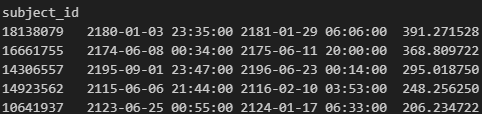 subject_id
18138079 2180-01-03 23:35:00 2181-01-29 06:06:00 391.271528
16661755 2174-06-08 00:34:00 2175-06-11 20:00:00 368.809722
14306557 2195-09-01 23:47:00 2196-06-23 00:14:00 295.018750
14923562 2115-06-06 21:44:00 2116-02-10 03:53:00 248.256250
10641937 2123-06-25 00:55:00 2124-01-17 06:33:00 206.234722